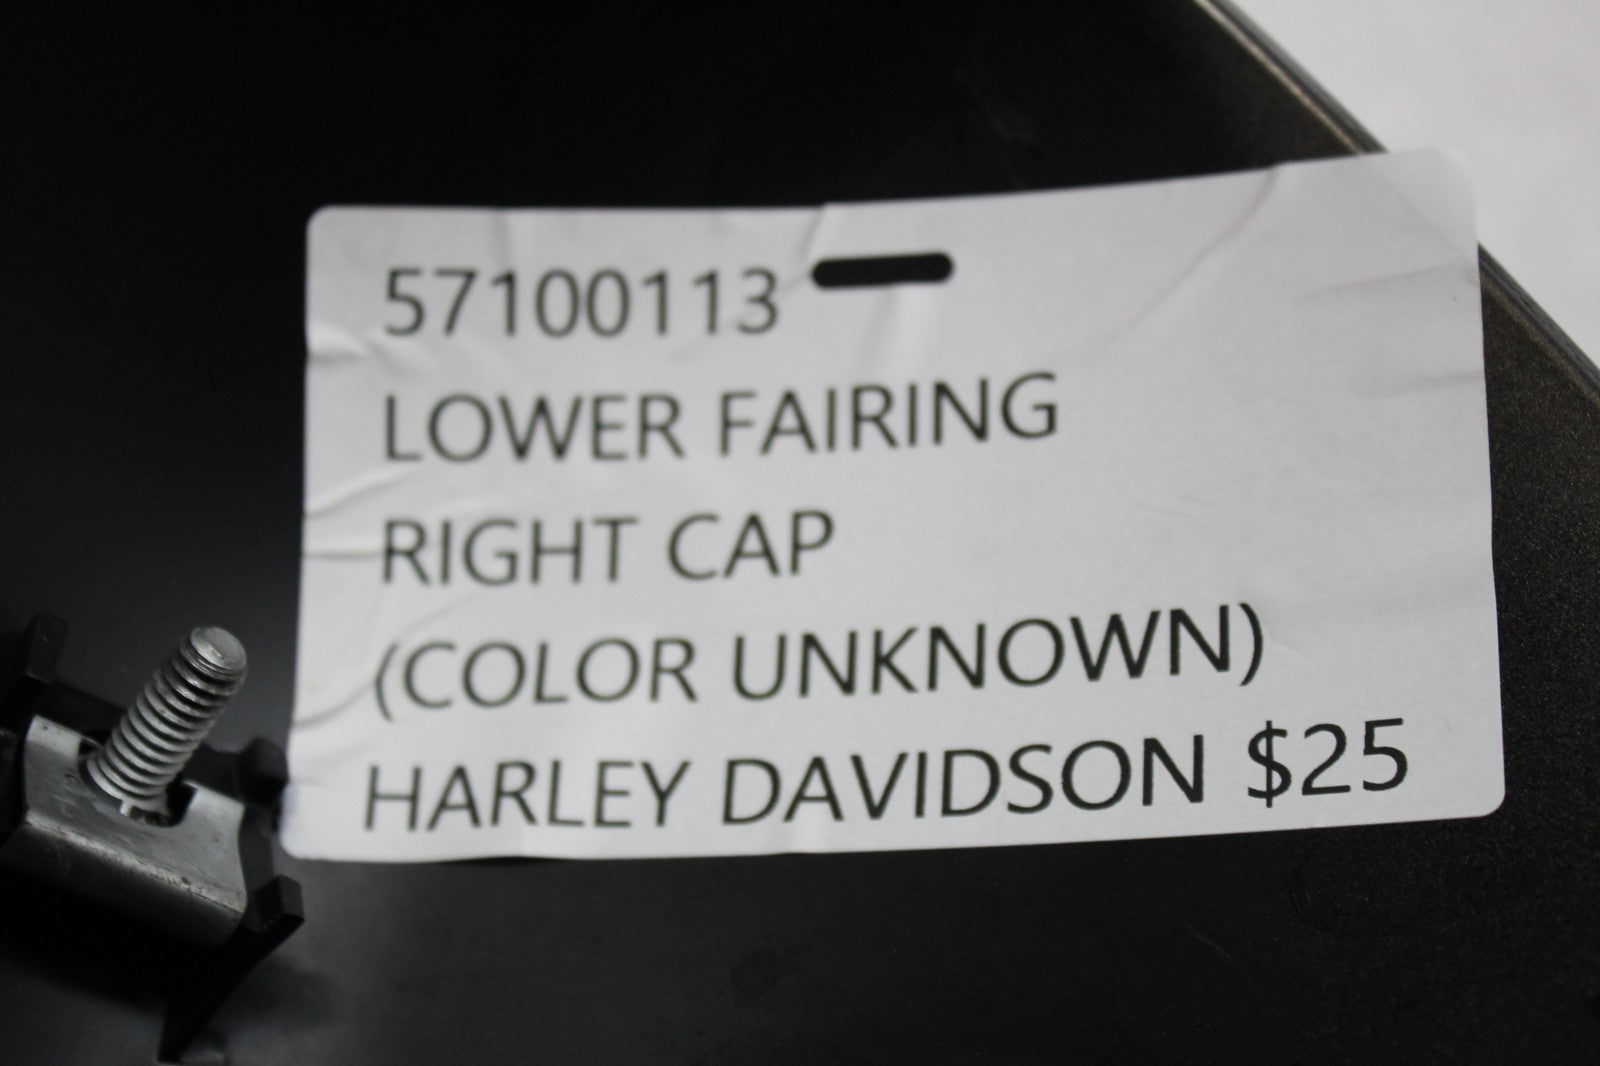 57100113
LOWER FAIRING
RIGHT CAP
(COLOR UNKNOWN)
HARLEY DAVIDSON $25